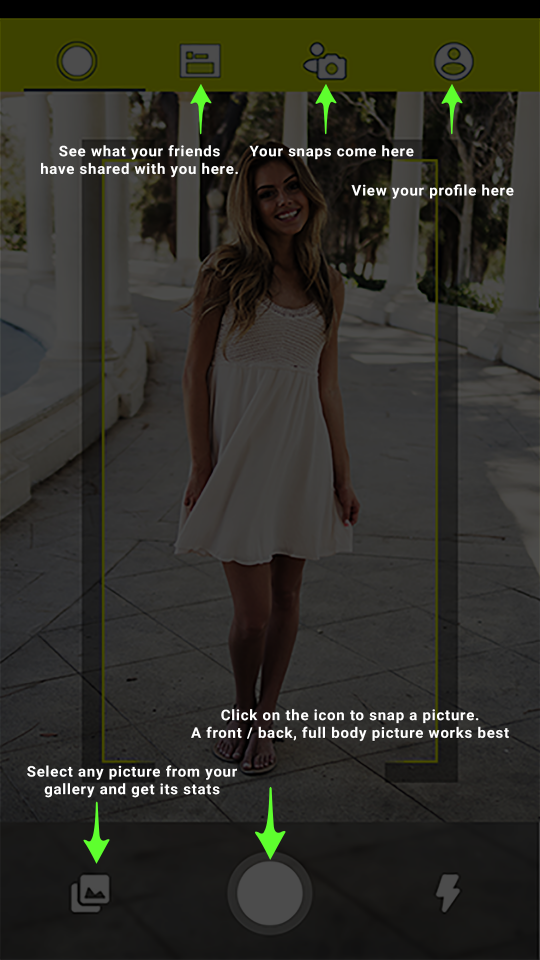 See what your friends
have shared with you here.
Your snaps come here
View your profile here
Click on the icon to snap a picture.
A front / back, full body picture works best
Select any picture from your
gallery and get its stats